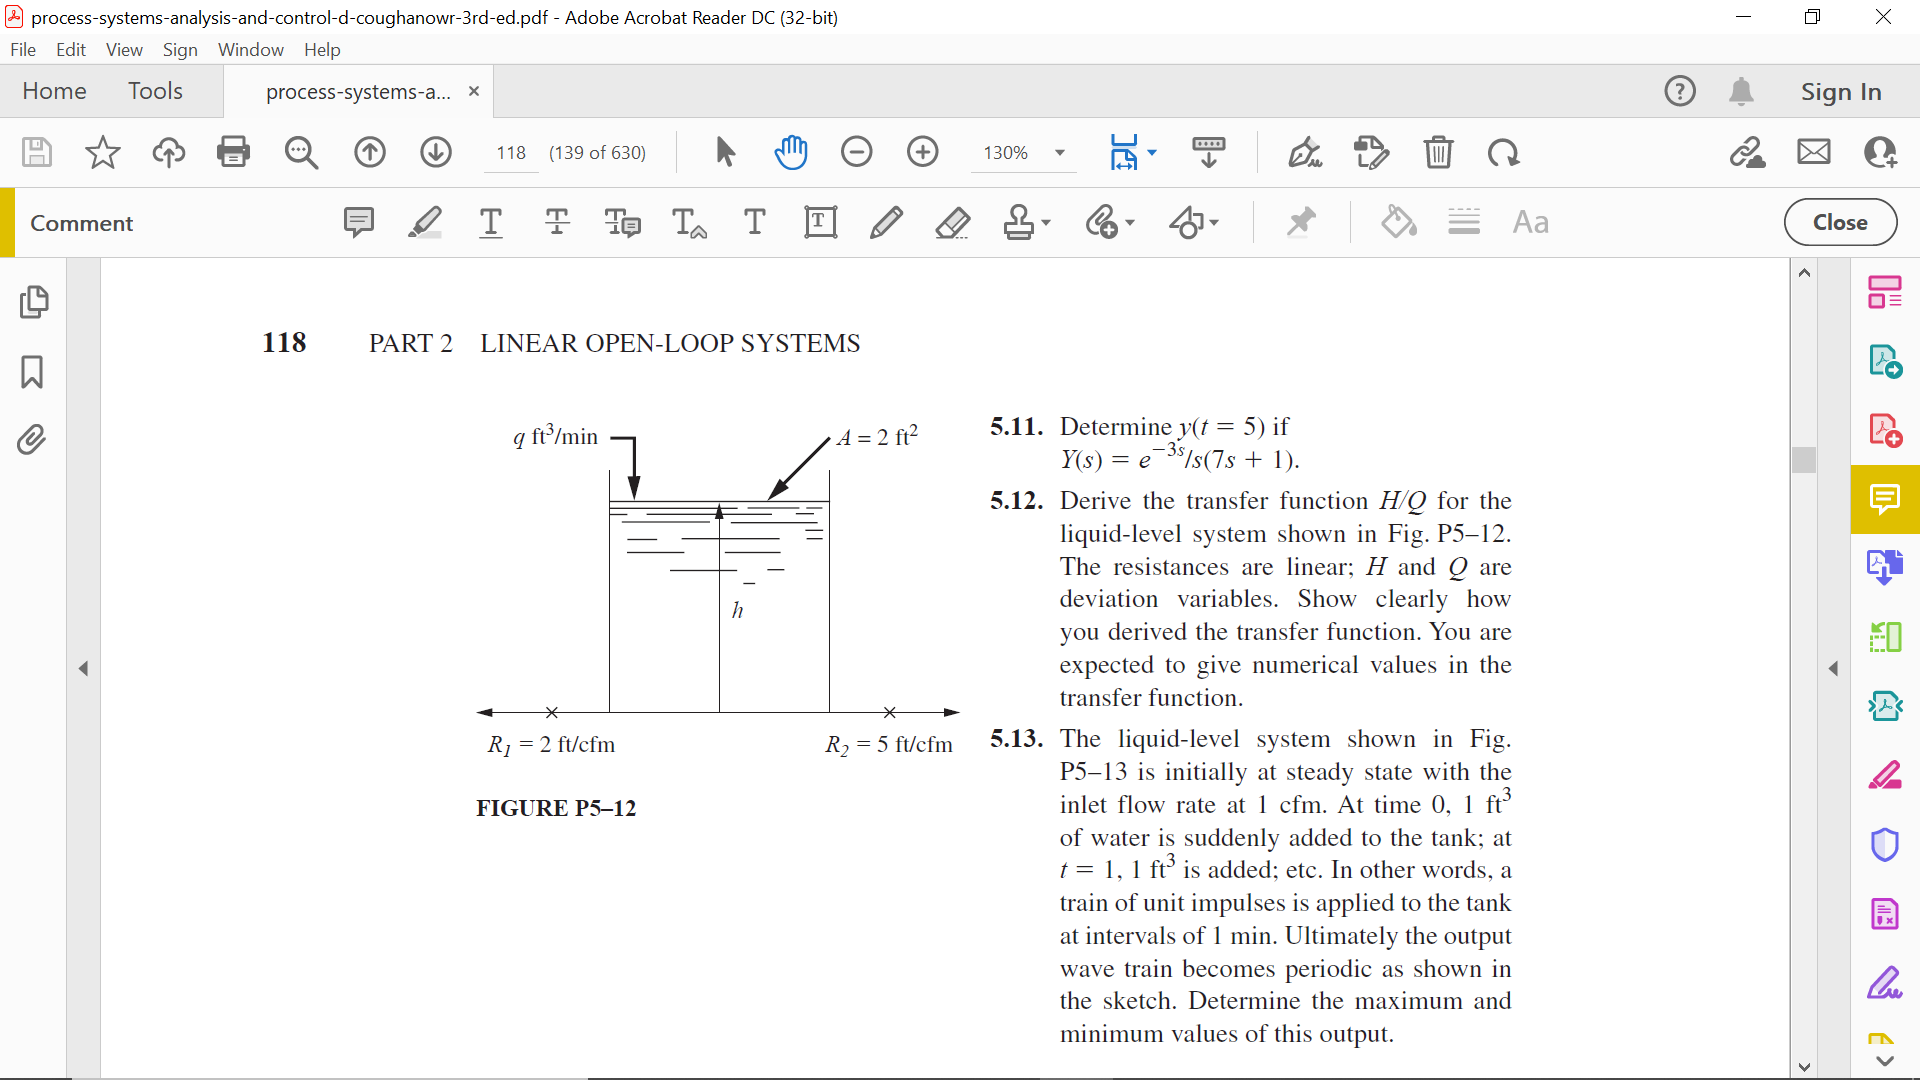 process-systems-analysis-and-control-d-coughanowr-3rd-ed.pdf - Adobe Acrobat Reader DC (32-bit)
File Edit View Sign Window Help
Home Tools process-systems-a... × Sign In
118 (139 of 630) 130%
Comment Aa Close
118 PART 2 LINEAR OPEN-LOOP SYSTEMS
q ft³/min
A = 2 ft²
h
R₁ = 2 ft/cfm
R₂ = 5 ft/cfm
FIGURE P5–12
5.11. Determine y(t = 5) if
Y(s) = e⁻³ˢ/s(7s + 1).
5.12. Derive the transfer function H/Q for the
liquid-level system shown in Fig. P5–12.
The resistances are linear; H and Q are
deviation variables. Show clearly how
you derived the transfer function. You are
expected to give numerical values in the
transfer function.
5.13. The liquid-level system shown in Fig.
P5–13 is initially at steady state with the
inlet flow rate at 1 cfm. At time 0, 1 ft³
of water is suddenly added to the tank; at
t = 1, 1 ft³ is added; etc. In other words, a
train of unit impulses is applied to the tank
at intervals of 1 min. Ultimately the output
wave train becomes periodic as shown in
the sketch. Determine the maximum and
minimum values of this output.